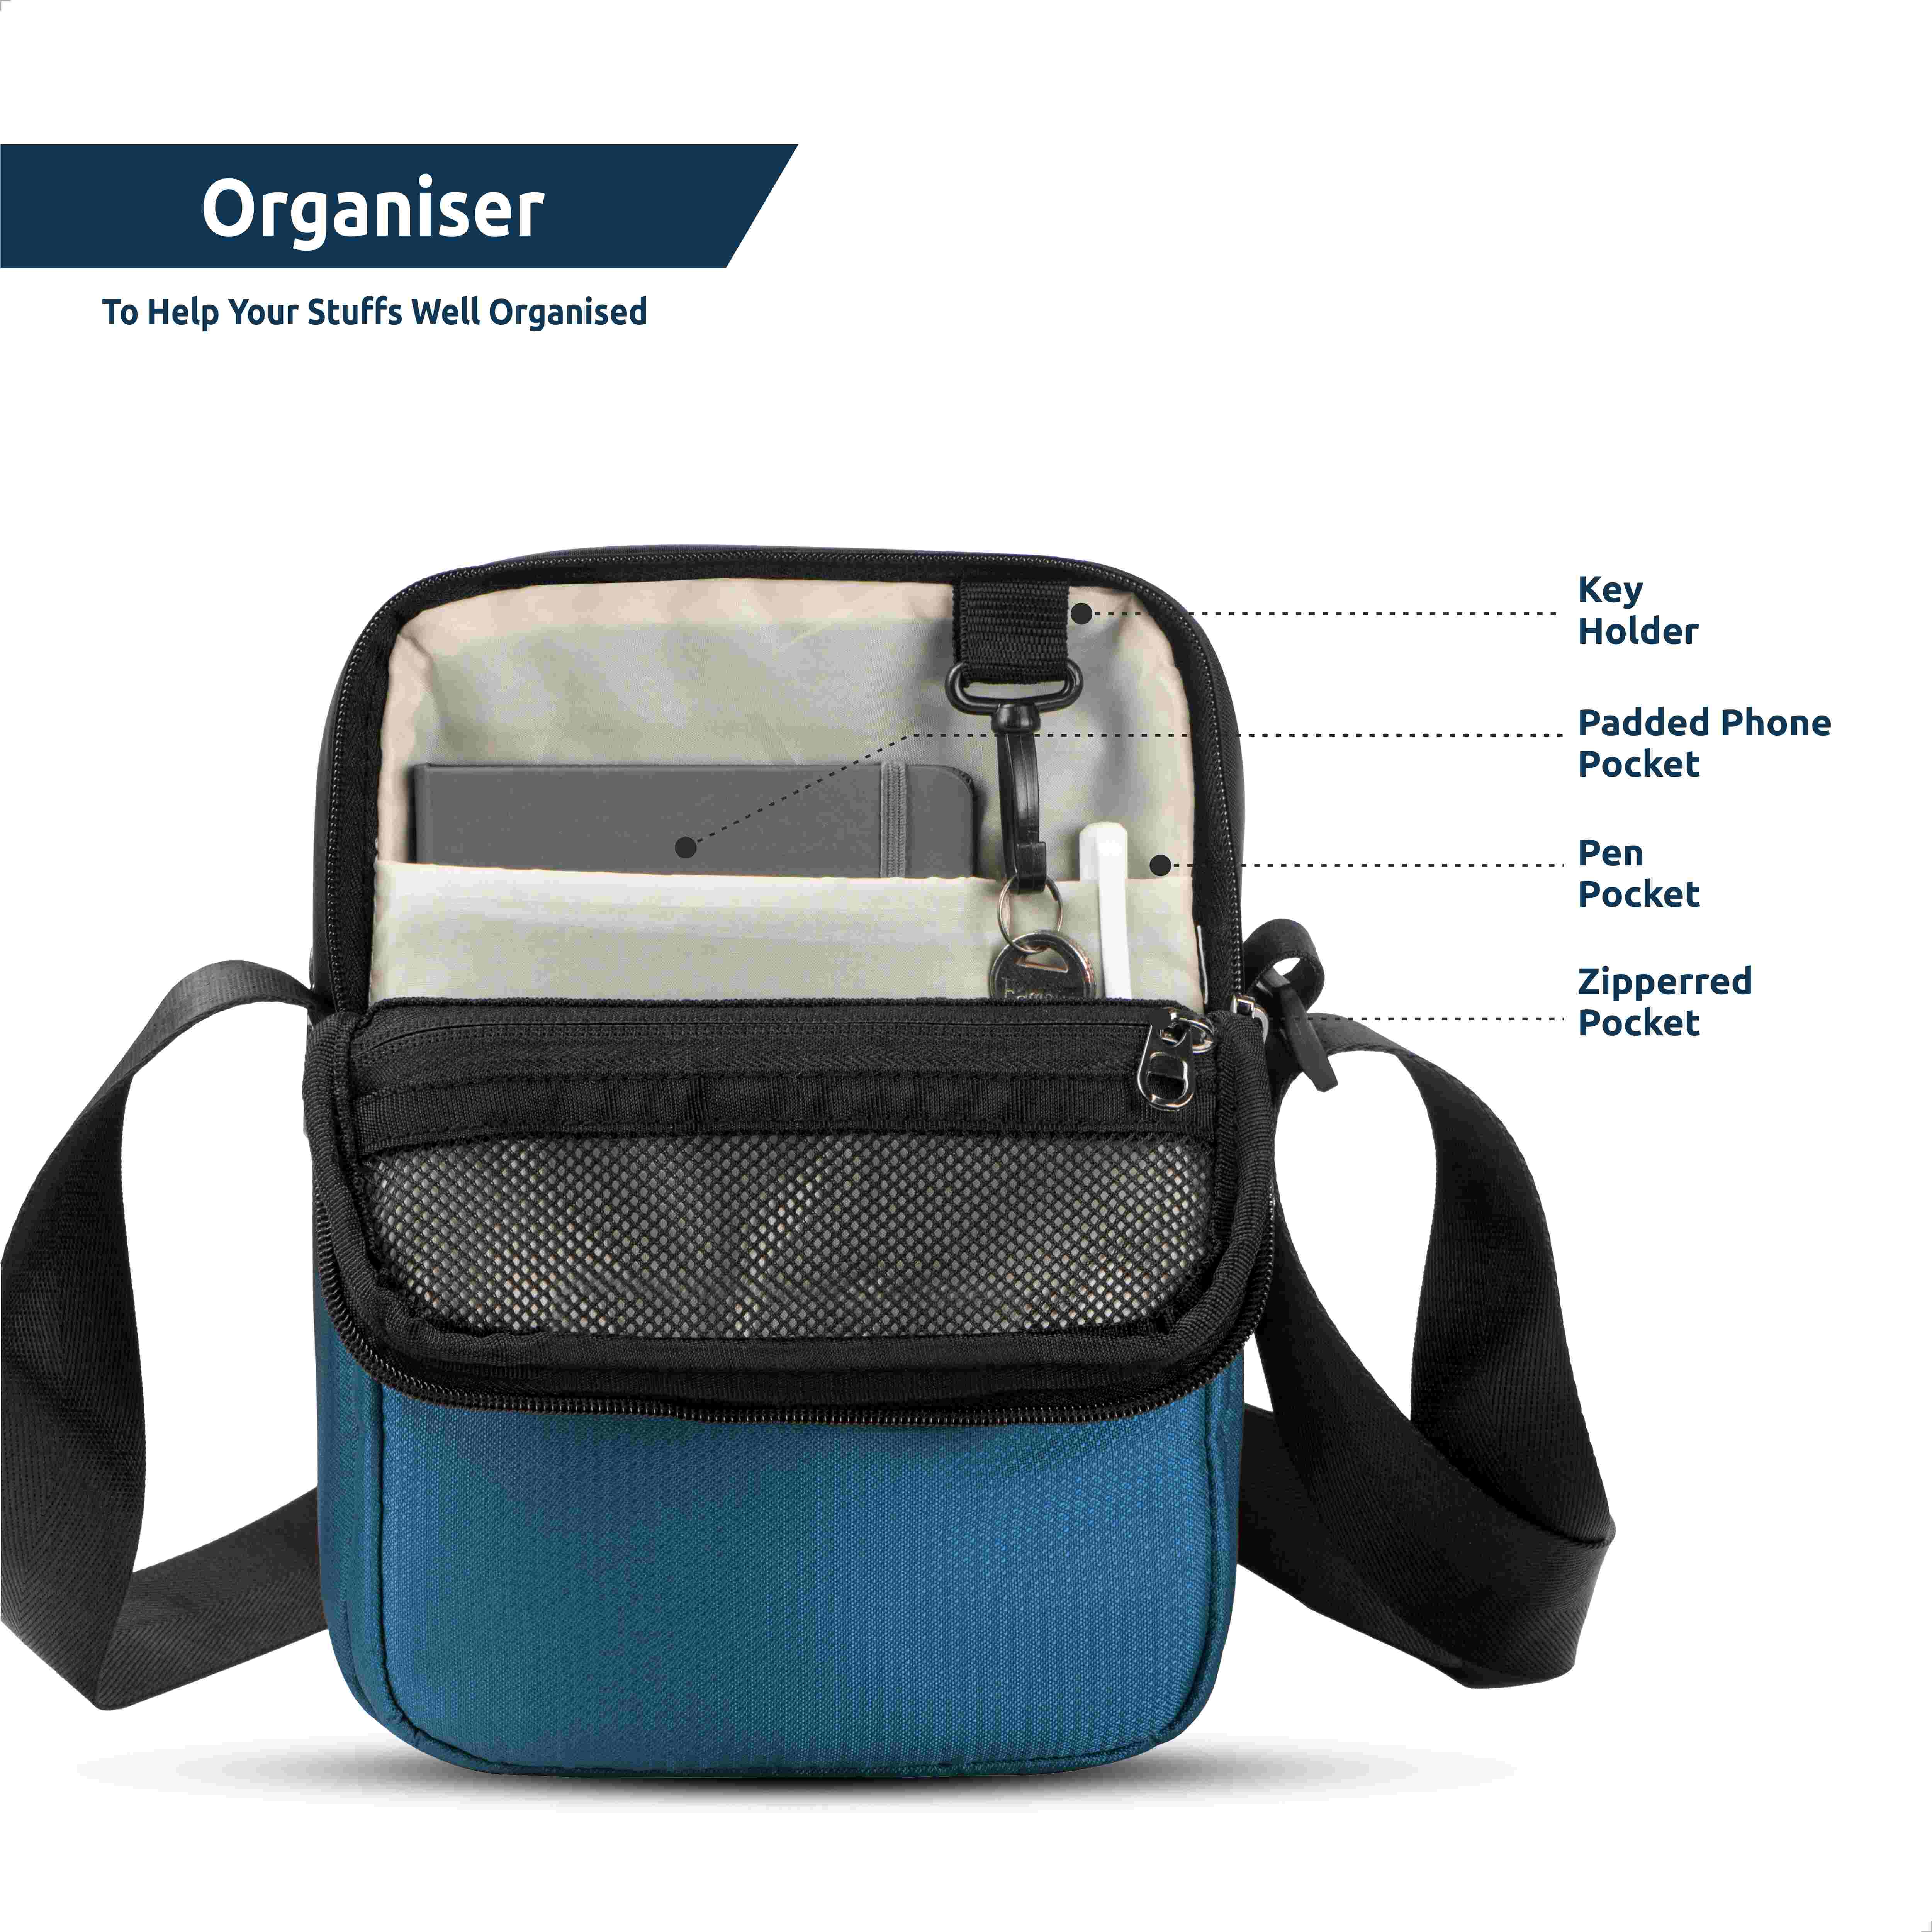 Organiser
To Help Your Stuffs Well Organised
Key
Holder
Padded Phone
Pocket
Pen
Pocket
Zipperred
Pocket